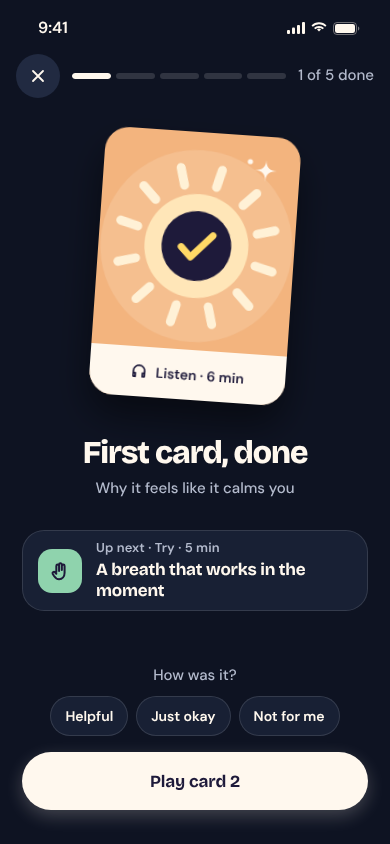 9:41
1 of 5 done
Listen · 6 min
First card, done
Why it feels like it calms you
Up next · Try · 5 min
A breath that works in the
moment
How was it?
Helpful
Just okay
Not for me
Play card 2